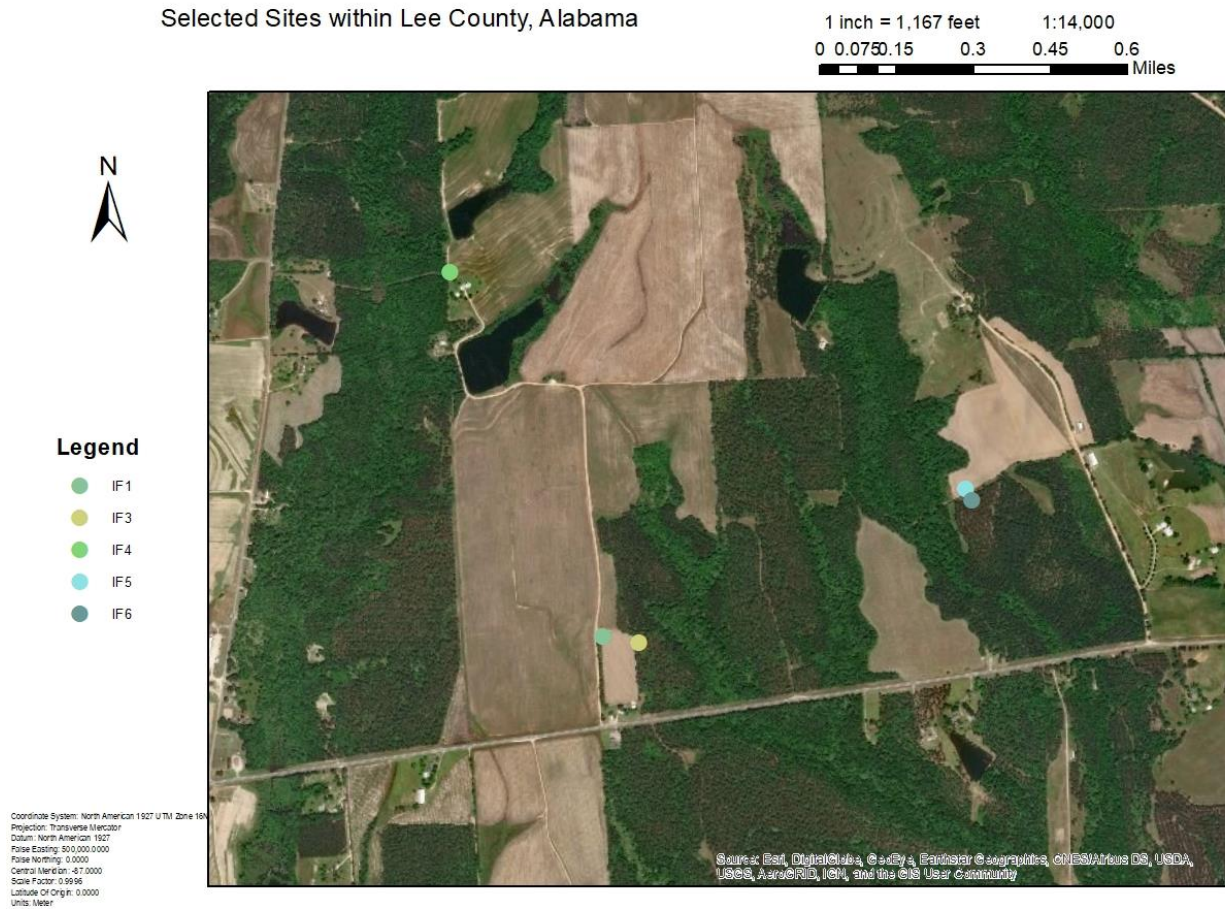 Selected Sites within Lee County, Alabama
1 inch = 1,167 feet 1:14,000
0 0.075 0.15 0.3 0.45 0.6
Miles
N
Legend
IF1
IF3
IF4
IF5
IF6
Coordinate System: North American 1927 UTM Zone 16N
Projection: Transverse Mercator
Datum: North American 1927
False Easting: 500,000.0000
False Northing: 0.0000
Central Meridian: -87.0000
Scale Factor: 0.9996
Latitude Of Origin: 0.0000
Units: Meter
Source: Esri, DigitalGlobe, GeoEye, Earthstar Geographics, CNES/Airbus DS, USDA,
USGS, AeroGRID, IGN, and the GIS User Community